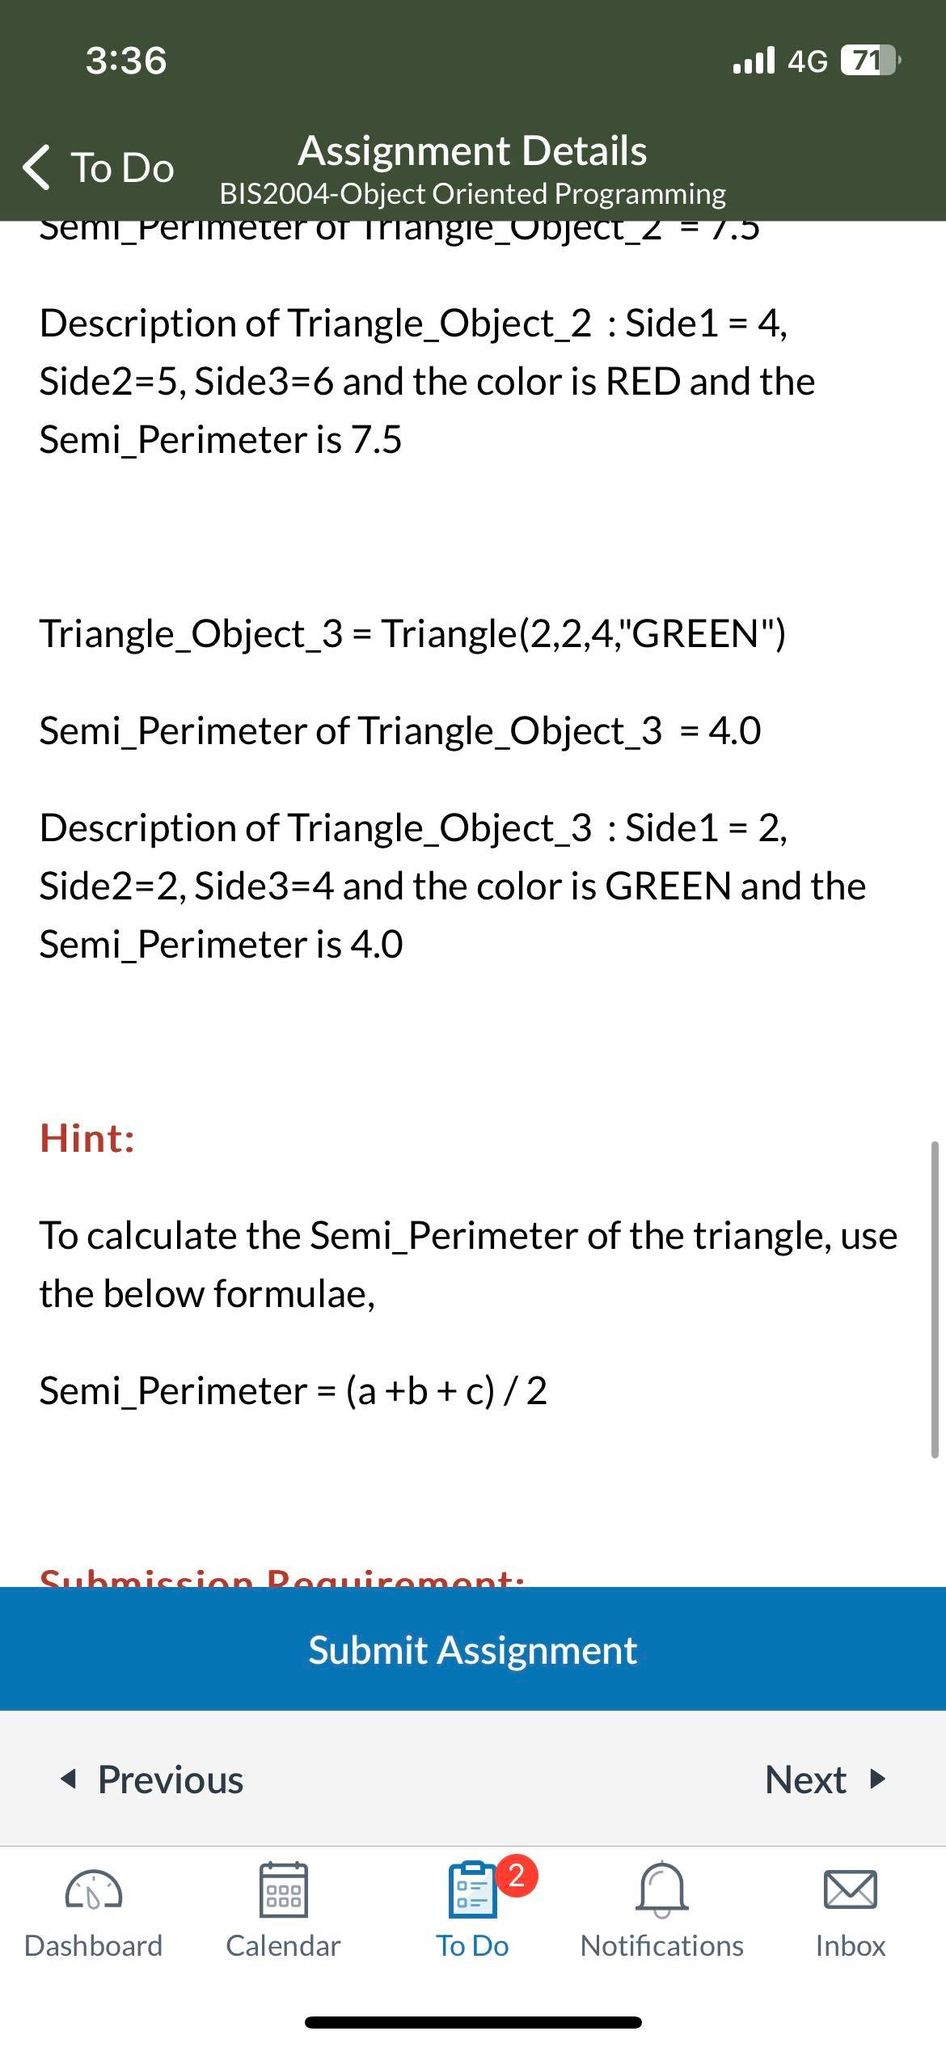 3:36
4G 71
To Do
Assignment Details
BIS2004-Object Oriented Programming
Semi_Perimeter of Triangle_Object_2 = 7.5
Description of Triangle_Object_2 : Side1 = 4,
Side2=5, Side3=6 and the color is RED and the
Semi_Perimeter is 7.5
Triangle_Object_3 = Triangle(2,2,4,"GREEN")
Semi_Perimeter of Triangle_Object_3 = 4.0
Description of Triangle_Object_3 : Side1 = 2,
Side2=2, Side3=4 and the color is GREEN and the
Semi_Perimeter is 4.0
Hint:
To calculate the Semi_Perimeter of the triangle, use
the below formulae,
Semi_Perimeter = (a +b + c) / 2
Submission Requirement:
Submit Assignment
Previous
Next
2
Dashboard
Calendar
To Do
Notifications
Inbox